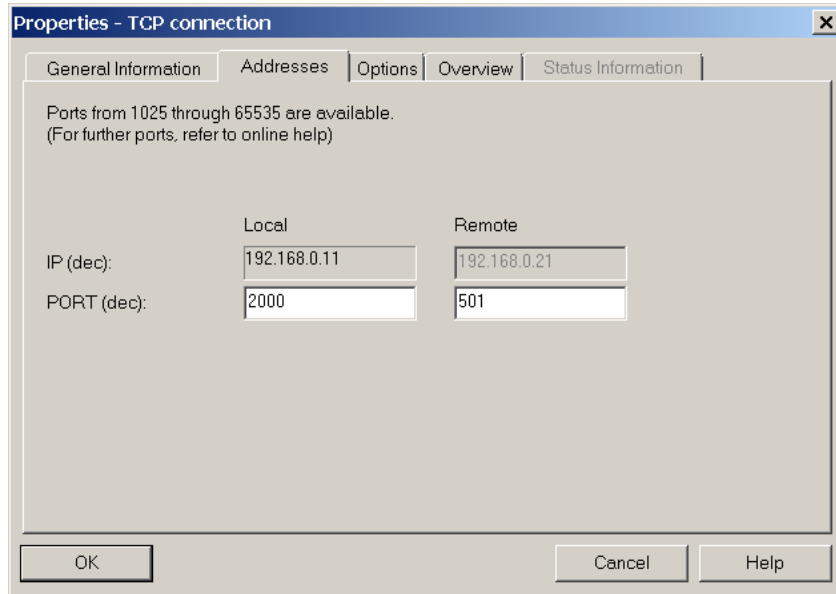 Properties - TCP connection
General Information Addresses Options Overview Status Information
Ports from 1025 through 65535 are available.
(For further ports, refer to online help)
Local Remote
IP (dec): 192.168.0.11 192.168.0.21
PORT (dec): 2000 501
OK Cancel Help